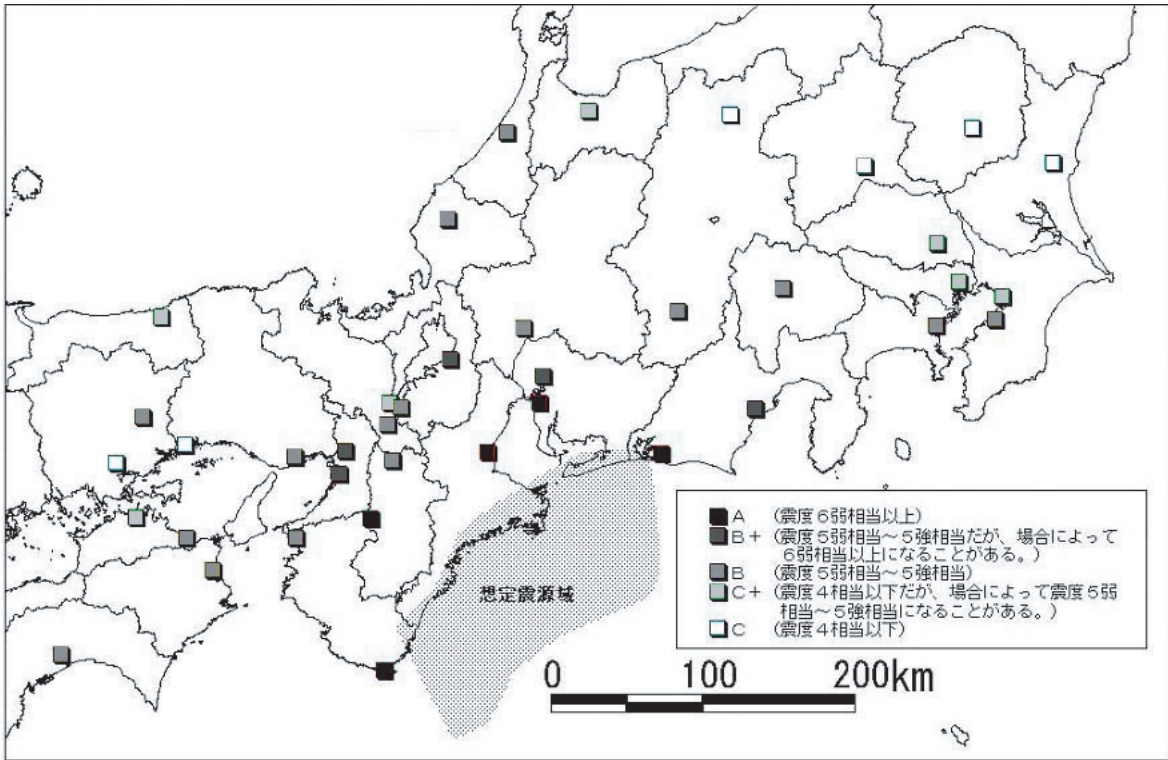 想定震源域
A (震度6弱相当以上)
B+ (震度5弱相当~5強相当だが、場合によって
6弱相当以上になることがある。)
B (震度5弱相当~5強相当)
C+ (震度4相当以下だが、場合によって震度5弱
相当~5強相当になることがある。)
C (震度4相当以下)
0 100 200km